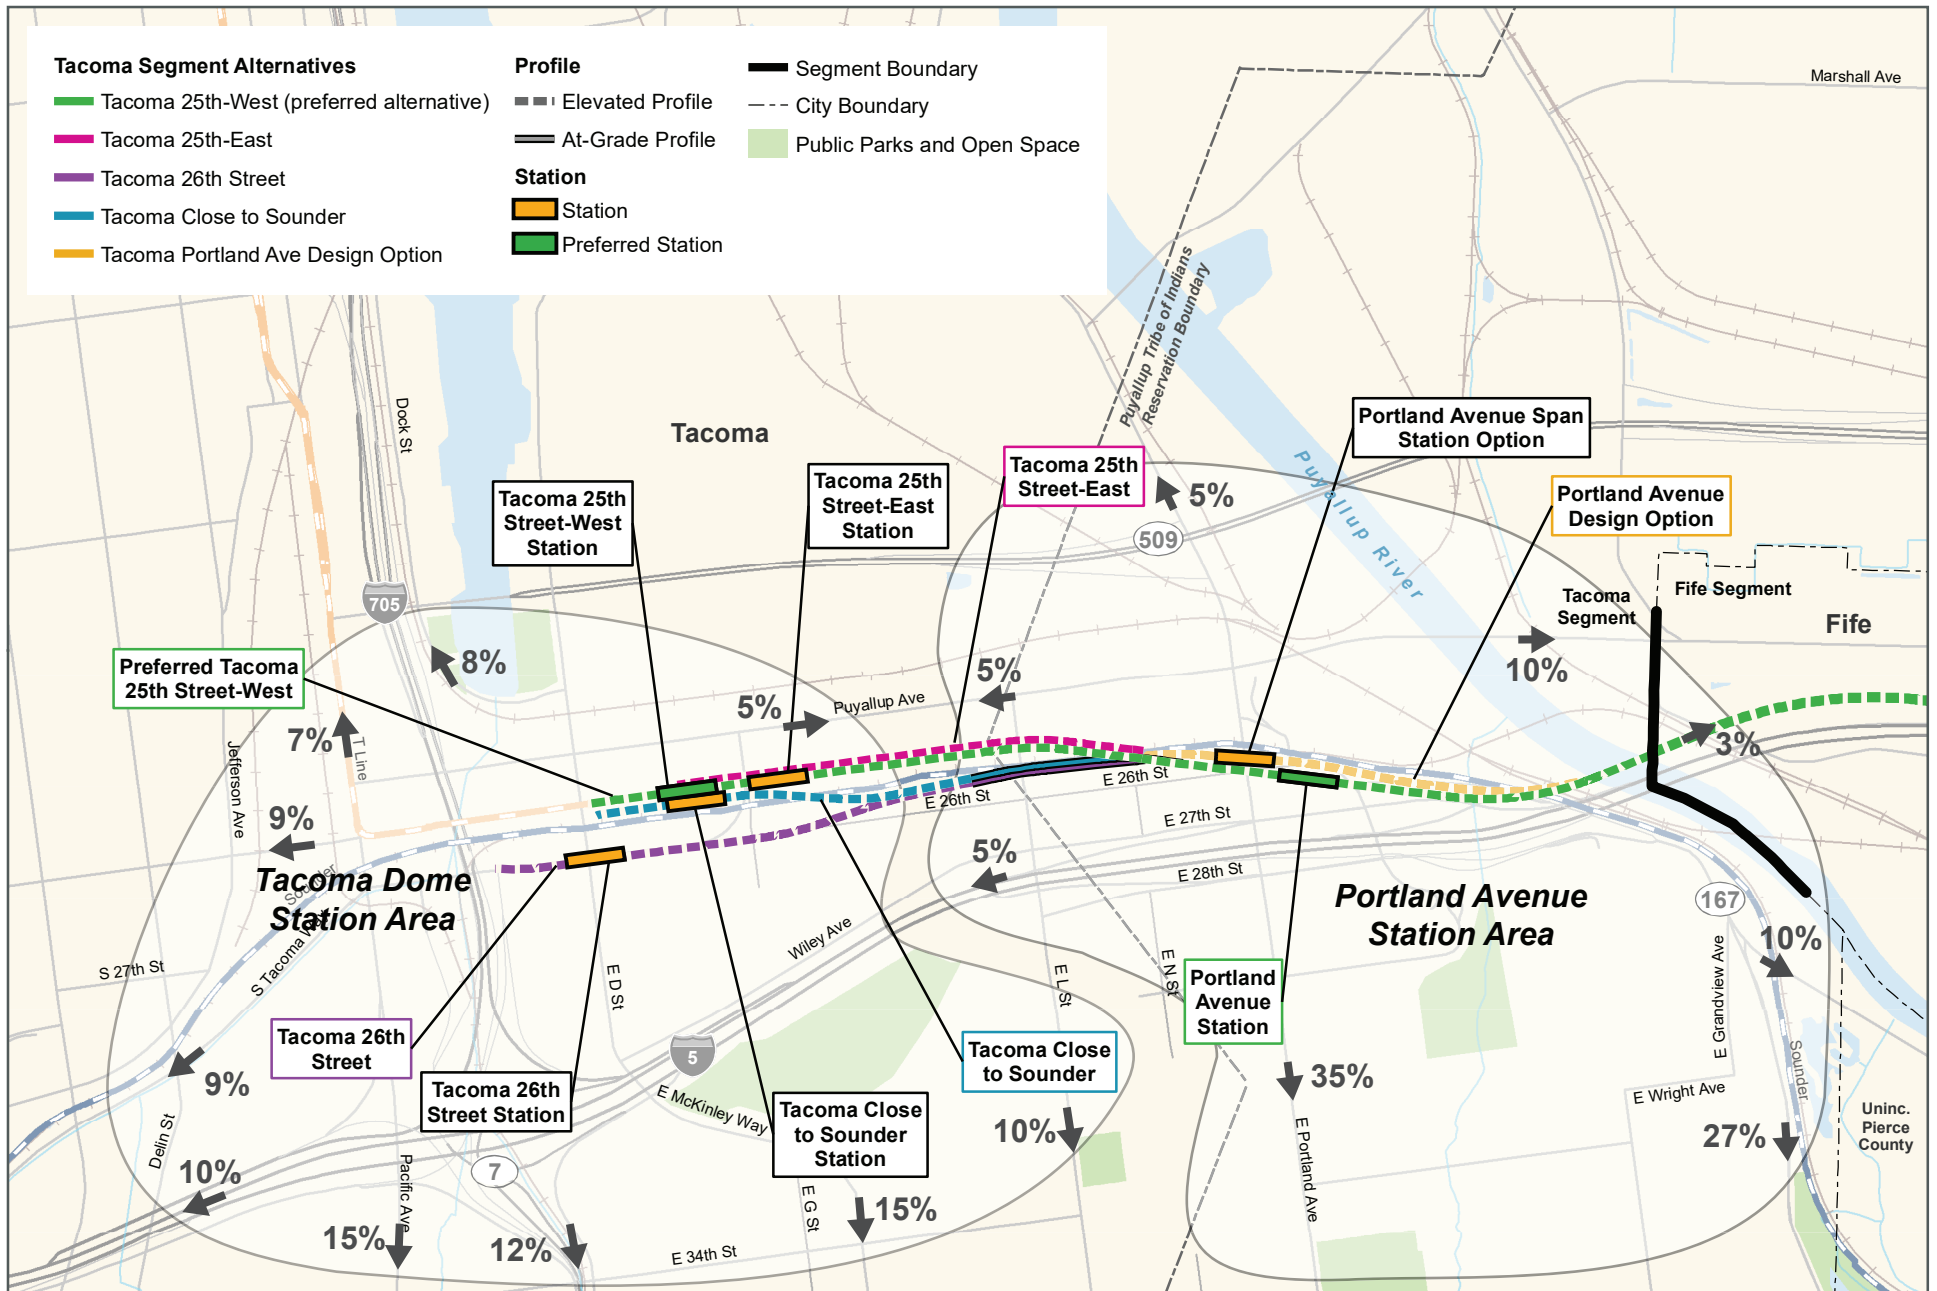 Tacoma Segment Alternatives
Tacoma 25th-West (preferred alternative)
Tacoma 25th-East
Tacoma 26th Street
Tacoma Close to Sounder
Tacoma Portland Ave Design Option
Profile
Elevated Profile
At-Grade Profile
Station
Station
Preferred Station
Segment Boundary
City Boundary
Public Parks and Open Space
Marshall Ave
Puyallup Tribe of Indians
Reservation Boundary
Dock St
Tacoma
Portland Avenue Span
Station Option
Tacoma 25th
Street-East
Tacoma 25th
Street-East
Station
Tacoma 25th
Street-West
Station
5%
509
Puyallup River
Portland Avenue
Design Option
705
Tacoma
Segment
Fife Segment
Fife
Preferred Tacoma
25th Street-West
8%
5%
10%
5%
Puyallup Ave
7%
T Line
Jefferson Ave
3%
E 26th St
E 26th St
E 27th St
9%
5%
E 28th St
Tacoma Dome
Station Area
Sounder
S Tacoma Way
Portland Avenue
Station Area
167
10%
Wiley Ave
S 27th St
E D St
E L St
E N St
Portland
Avenue
Station
E Grandview Ave
Tacoma 26th
Street
5
Tacoma Close
to Sounder
Sounder
9%
Tacoma 26th
Street Station
E McKinley Way
Tacoma Close
to Sounder
Station
35%
E Wright Ave
Uninc.
Pierce
County
10%
27%
Delin St
10%
Pacific Ave
7
E Portland Ave
15%
12%
E G St
15%
E 34th St